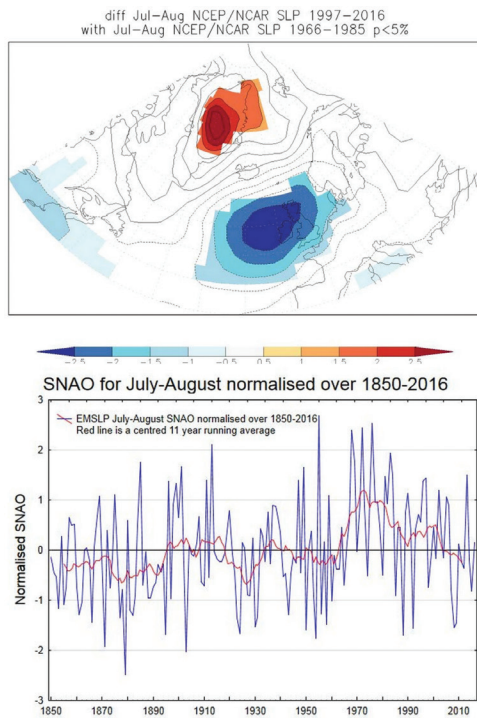 diff Jul-Aug NCEP/NCAR SLP 1997-2016
with Jul-Aug NCEP/NCAR SLP 1966-1985 p<5%
-2.5 -2 -1.5 -1 -0.5 0.5 1 1.5 2 2.5
SNAO for July-August normalised over 1850-2016
EMSLP July-August SNAO normalised over 1850-2016
Red line is a centred 11 year running average
Normalised SNAO
3
2
1
0
-1
-2
-3
1850 1870 1890 1910 1930 1950 1970 1990 2010